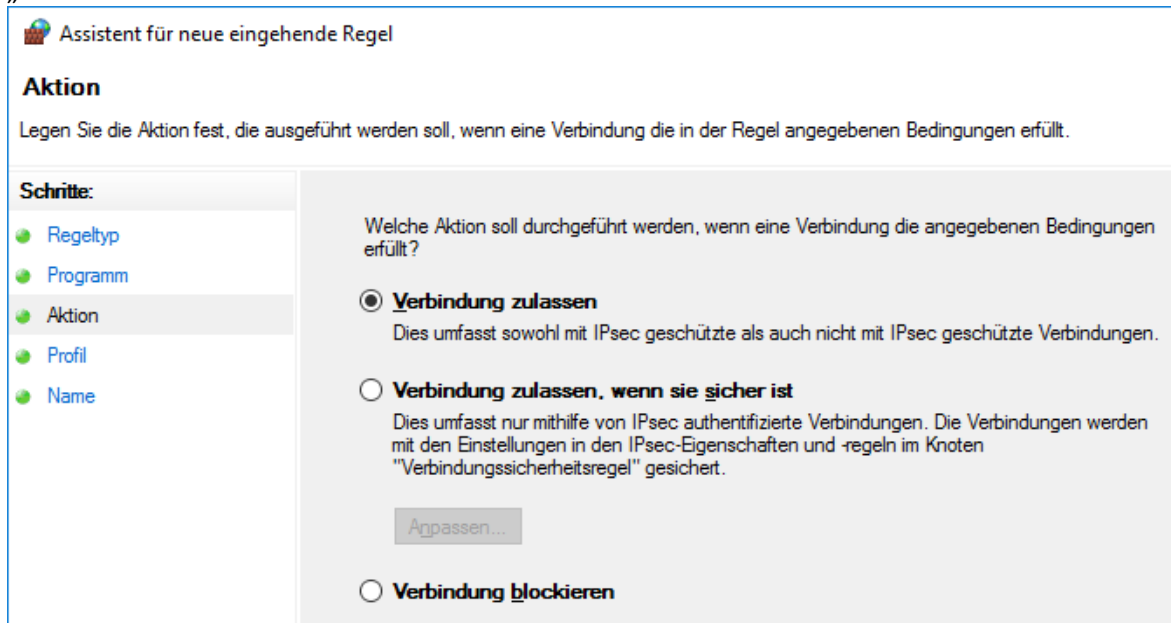 „
Assistent für neue eingehende Regel
Aktion
Legen Sie die Aktion fest, die ausgeführt werden soll, wenn eine Verbindung die in der Regel angegebenen Bedingungen erfüllt.
Schritte:
Regeltyp
Programm
Aktion
Profil
Name
Welche Aktion soll durchgeführt werden, wenn eine Verbindung die angegebenen Bedingungen
erfüllt?
Verbindung zulassen
Dies umfasst sowohl mit IPsec geschützte als auch nicht mit IPsec geschützte Verbindungen.
Verbindung zulassen, wenn sie sicher ist
Dies umfasst nur mithilfe von IPsec authentifizierte Verbindungen. Die Verbindungen werden
mit den Einstellungen in den IPsec-Eigenschaften und -regeln im Knoten
"Verbindungssicherheitsregel" gesichert.
Anpassen...
Verbindung blockieren